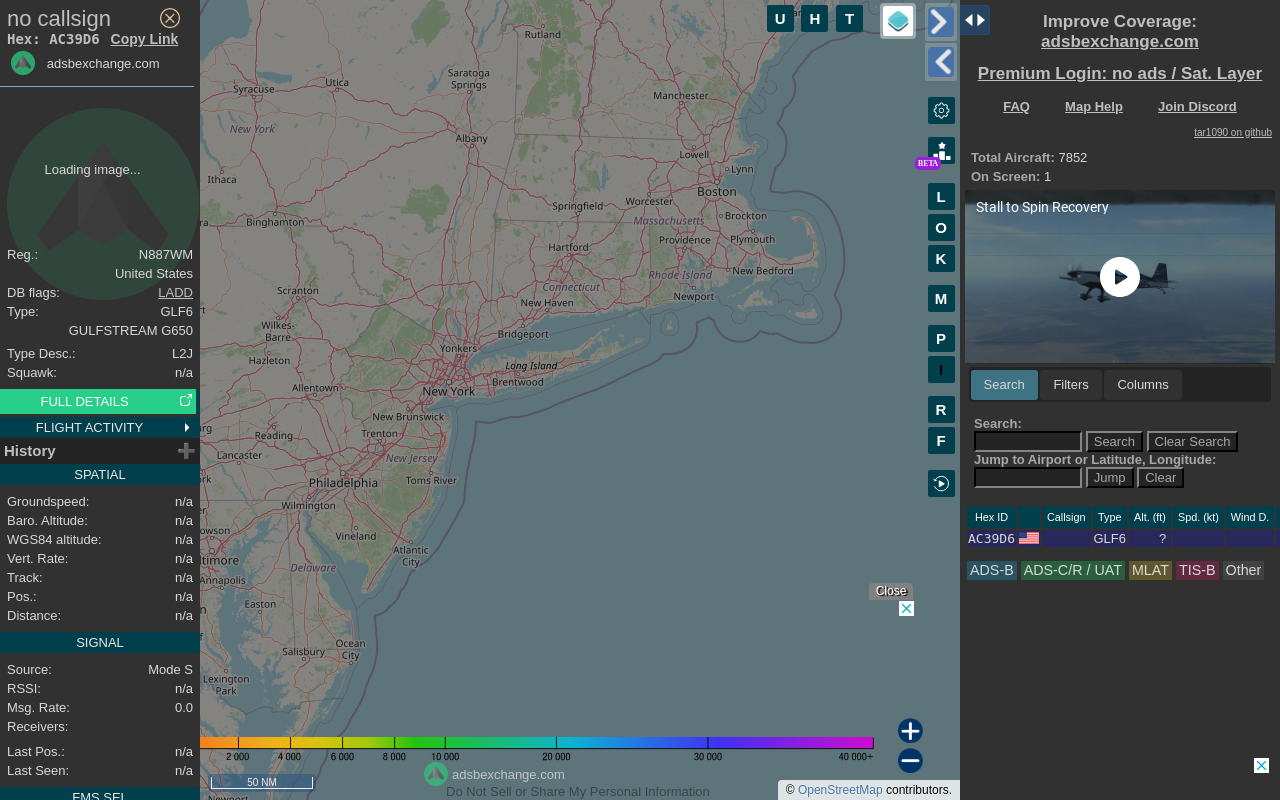 no callsign
Hex: AC39D6 Copy Link
adsbexchange.com
Loading image...
Reg.: N887WM
United States
DB flags: LADD
Type: GLF6
GULFSTREAM G650
Type Desc.: L2J
Squawk: n/a
FULL DETAILS
FLIGHT ACTIVITY
History
SPATIAL
Groundspeed: n/a
Baro. Altitude: n/a
WGS84 altitude: n/a
Vert. Rate: n/a
Track: n/a
Pos.: n/a
Distance: n/a
SIGNAL
Source: Mode S
RSSI: n/a
Msg. Rate: 0.0
Receivers:
Last Pos.: n/a
Last Seen: n/a
FMS SEL
U H T
Rutland
Saratoga
Springs
Utica
Syracuse
Manchester
New York
Albany
Lowell
Lynn
Ithaca
Boston
Worcester
Springfield
Brockton
Massachusetts
Binghamton
Providence
Plymouth
Hartford
New Bedford
Rhode Island
Connecticut
Scranton
Newport
New Haven
Wilkes-
Barre
Bridgeport
Yonkers
Hazleton
Long Island
Brentwood
Allentown
New York
New Brunswick
Reading
Trenton
Lancaster
New Jersey
Toms River
Philadelphia
Wilmington
Vineland
Atlantic
City
Delaware
Annapolis
Easton
Ocean
City
Salisbury
Lexington
Park
BETA
L
O
K
M
P
I
R
F
Close
2 000 4 000 6 000 8 000 10 000 20 000 30 000 40 000+
50 NM
adsbexchange.com
Do Not Sell or Share My Personal Information
© OpenStreetMap contributors.
Improve Coverage:
adsbexchange.com
Premium Login: no ads / Sat. Layer
FAQ Map Help Join Discord
tar1090 on github
Total Aircraft: 7852
On Screen: 1
Stall to Spin Recovery
Search Filters Columns
Search:
Search Clear Search
Jump to Airport or Latitude, Longitude:
Jump Clear
Hex ID Callsign Type Alt. (ft) Spd. (kt) Wind D.
AC39D6 GLF6 ?
ADS-B ADS-C/R / UAT MLAT TIS-B Other